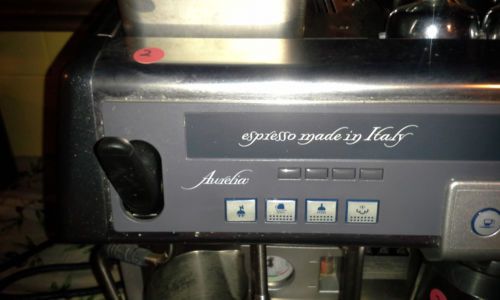 2
espresso made in Italy
Aurelia